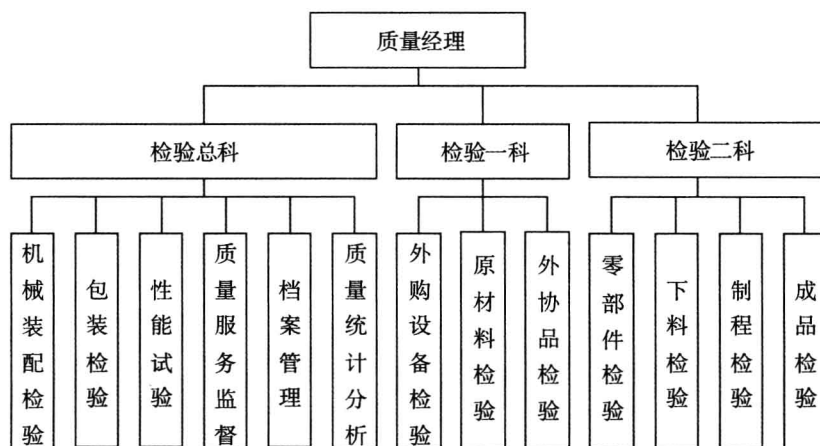 质量经理
检验总科
检验一科
检验二科
机械装配检验
包装检验
性能试验
质量服务监督
档案管理
质量统计分析
外购设备检验
原材料检验
外协品检验
零部件检验
下料检验
制程检验
成品检验